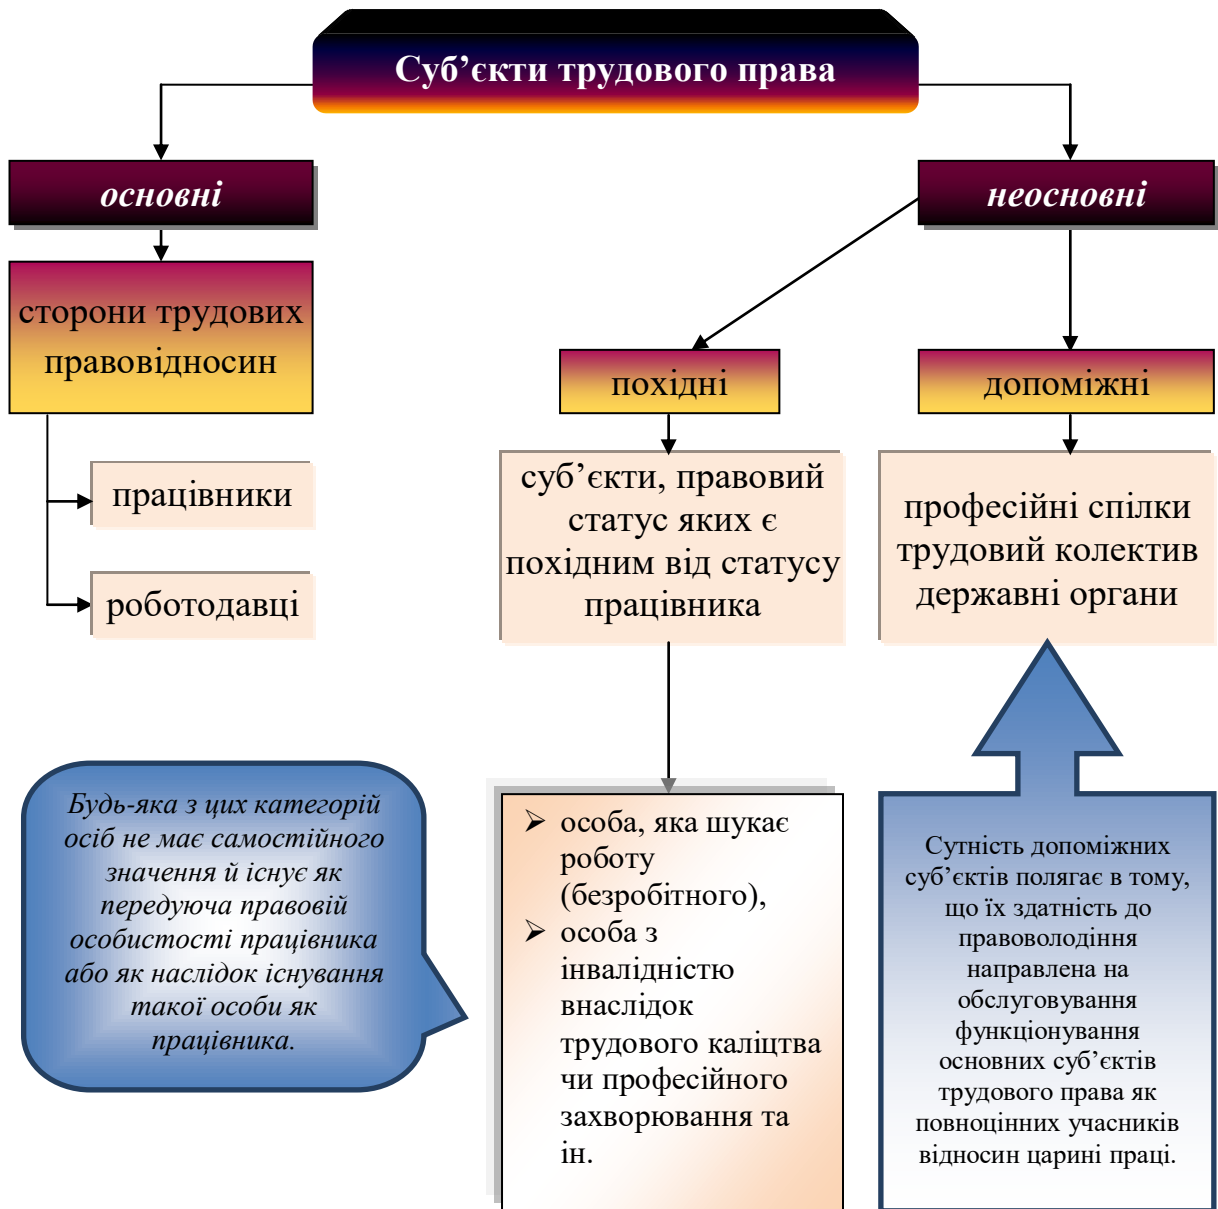 Суб’єкти трудового права
основні
неосновні
сторони трудових
правовідносин
працівники
роботодавці
похідні
допоміжні
суб’єкти, правовий
статус яких є
похідним від статусу
працівника
професійні спілки
трудовий колектив
державні органи
Будь-яка з цих категорій
осіб не має самостійного
значення й існує як
передуюча правовій
особистості працівника
або як наслідок існування
такої особи як
працівника.
➢ особа, яка шукає
роботу
(безробітного),
➢ особа з
інвалідністю
внаслідок
трудового каліцтва
чи професійного
захворювання та
ін.
Сутність допоміжних
суб’єктів полягає в тому,
що їх здатність до
правоволодіння
направлена на
обслуговування
функціонування
основних суб’єктів
трудового права як
повноцінних учасників
відносин царині праці.